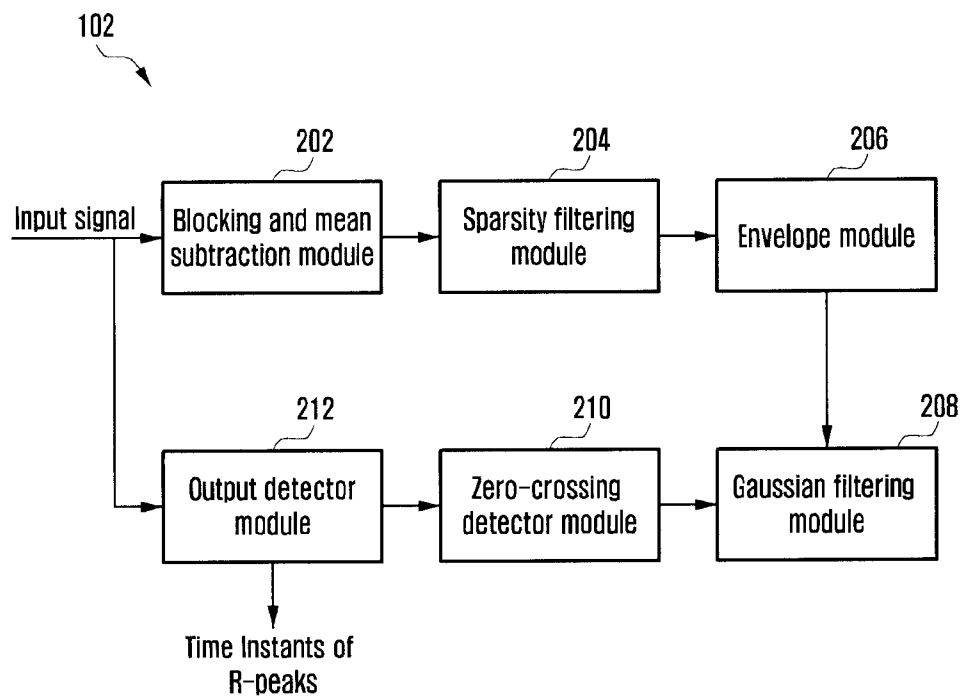 102
202
204
206
Input signal
Blocking and mean
subtraction module
Sparsity filtering
module
Envelope module
212
210
208
Output detector
module
Zero-crossing
detector module
Gaussian filtering
module
Time Instants of
R-peaks